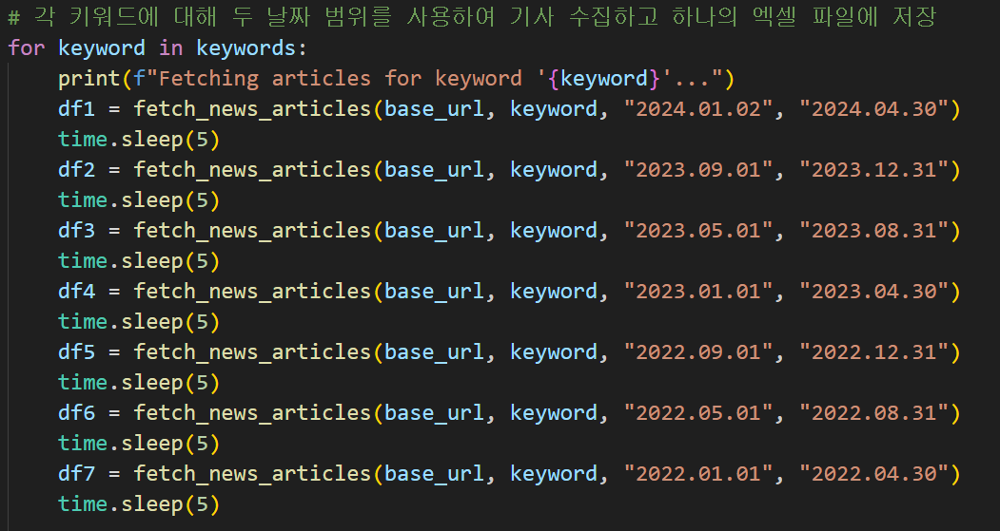 # 각 키워드에 대해 두 날짜 범위를 사용하여 기사 수집하고 하나의 엑셀 파일에 저장
for keyword in keywords:
    print(f"Fetching articles for keyword '{keyword}'...")
    df1 = fetch_news_articles(base_url, keyword, "2024.01.02", "2024.04.30")
    time.sleep(5)
    df2 = fetch_news_articles(base_url, keyword, "2023.09.01", "2023.12.31")
    time.sleep(5)
    df3 = fetch_news_articles(base_url, keyword, "2023.05.01", "2023.08.31")
    time.sleep(5)
    df4 = fetch_news_articles(base_url, keyword, "2023.01.01", "2023.04.30")
    time.sleep(5)
    df5 = fetch_news_articles(base_url, keyword, "2022.09.01", "2022.12.31")
    time.sleep(5)
    df6 = fetch_news_articles(base_url, keyword, "2022.05.01", "2022.08.31")
    time.sleep(5)
    df7 = fetch_news_articles(base_url, keyword, "2022.01.01", "2022.04.30")
    time.sleep(5)